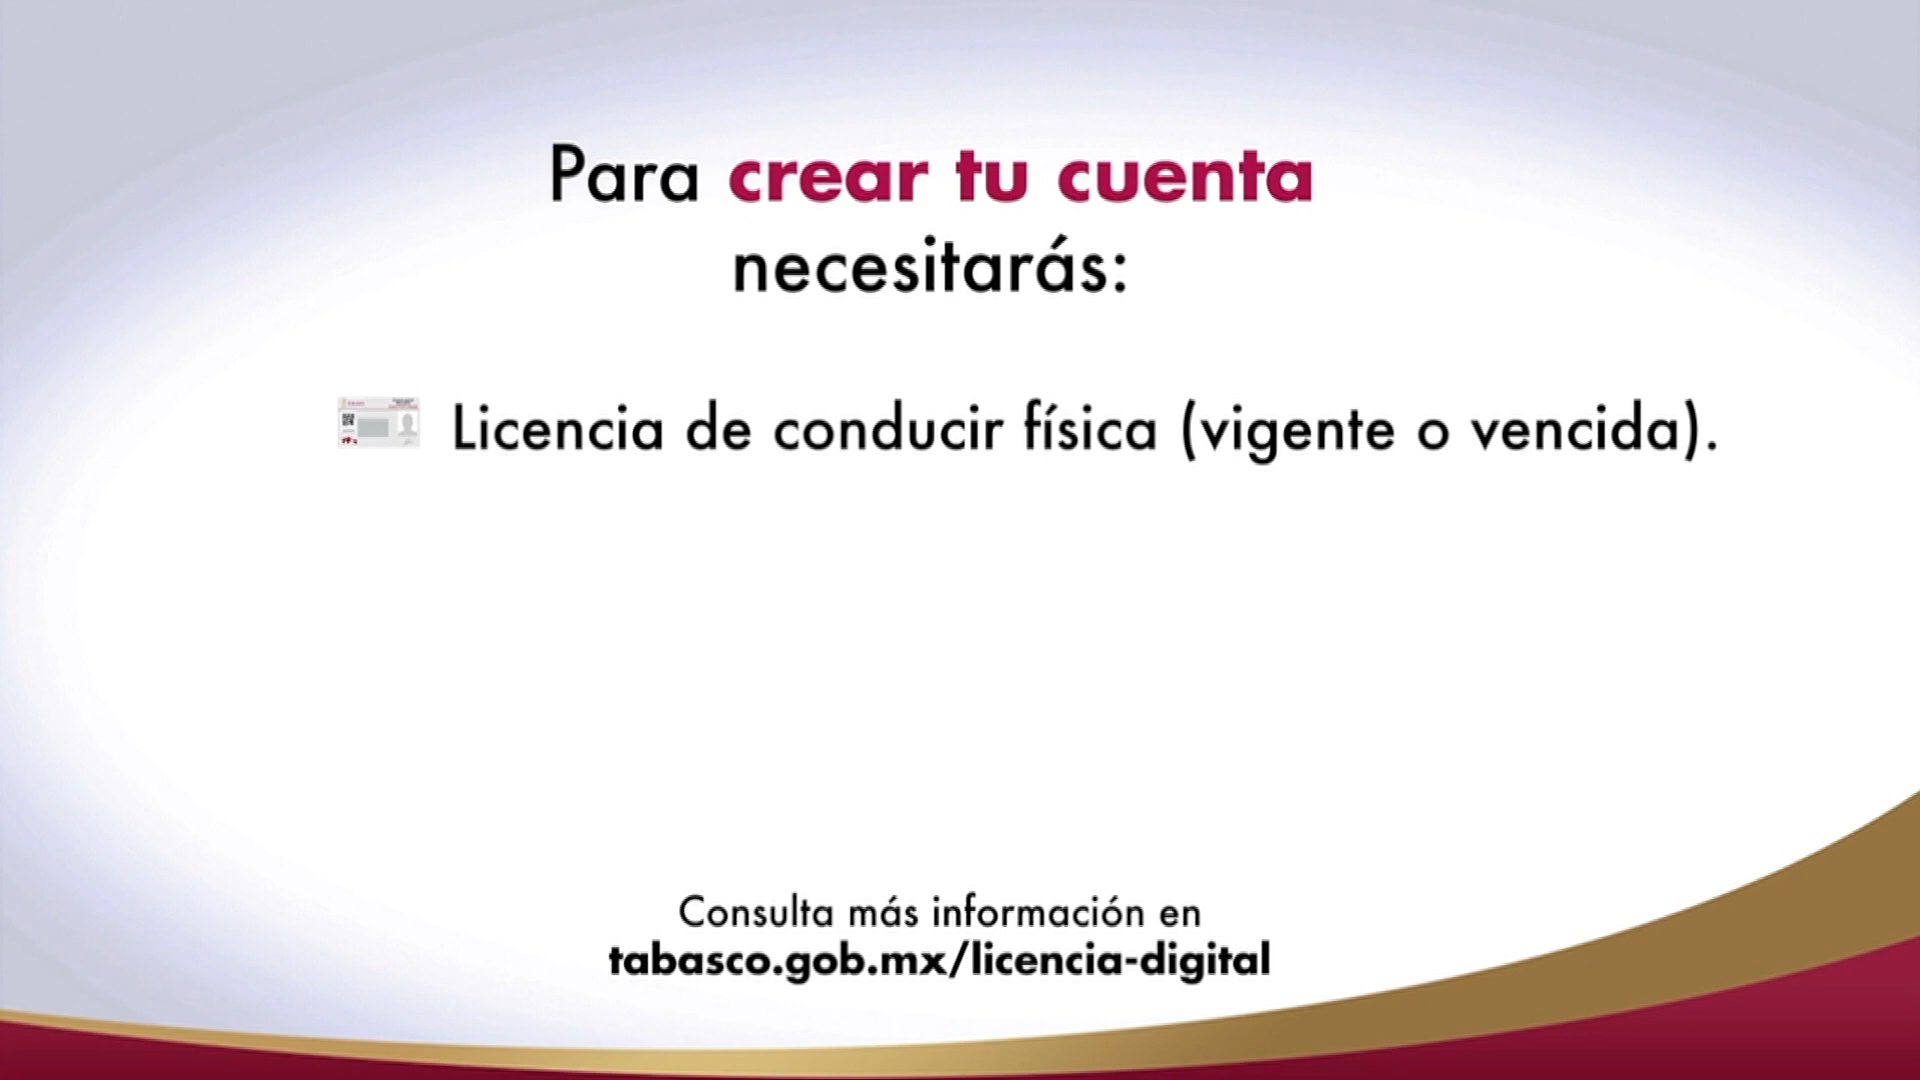 Para crear tu cuenta
necesitarás:
Licencia de conducir física (vigente o vencida).
Consulta más información en
tabasco.gob.mx/licencia-digital